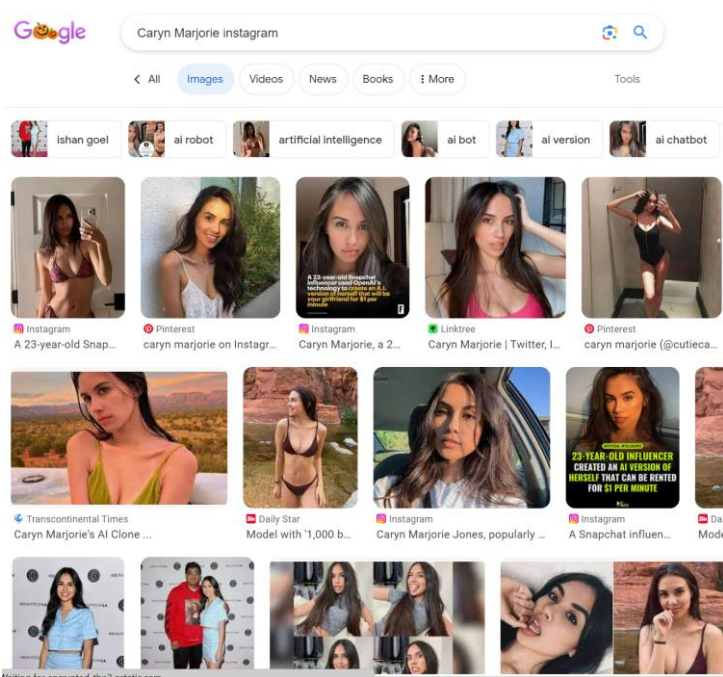 Google
Caryn Marjorie instagram
All
Images
Videos
News
Books
More
Tools
ishan goel
ai robot
artificial intelligence
ai bot
ai version
ai chatbot
A 23-year-old Snapchat
influencer used OpenAI's
technology to create an A.I.
version of herself that will be
your girlfriend for $1 per
minute
Instagram
A 23-year-old Snap...
Pinterest
caryn marjorie on Instagr...
Instagram
Caryn Marjorie, a 2...
Linktree
Caryn Marjorie | Twitter, I...
Pinterest
caryn marjorie (@cutieca...
ARTIFICIAL INTELLIGENCE
23-YEAR-OLD INFLUENCER
CREATED AN AI VERSION OF
HERSELF THAT CAN BE RENTED
FOR $1 PER MINUTE
Transcontinental Times
Caryn Marjorie's AI Clone ...
Daily Star
Model with '1,000 b...
Instagram
Caryn Marjorie Jones, popularly ...
Instagram
A Snapchat influen...
Da
Mode